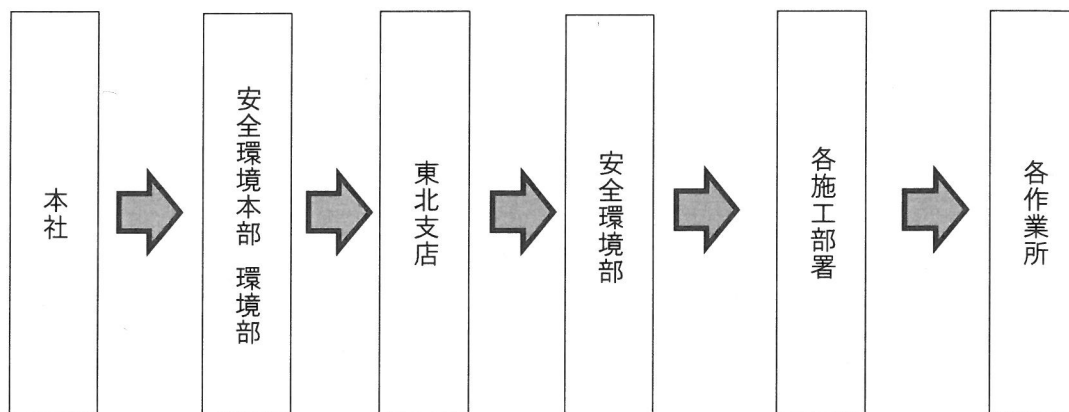 本社
安全環境本部 環境部
東北支店
安全環境部
各施工部署
各作業所